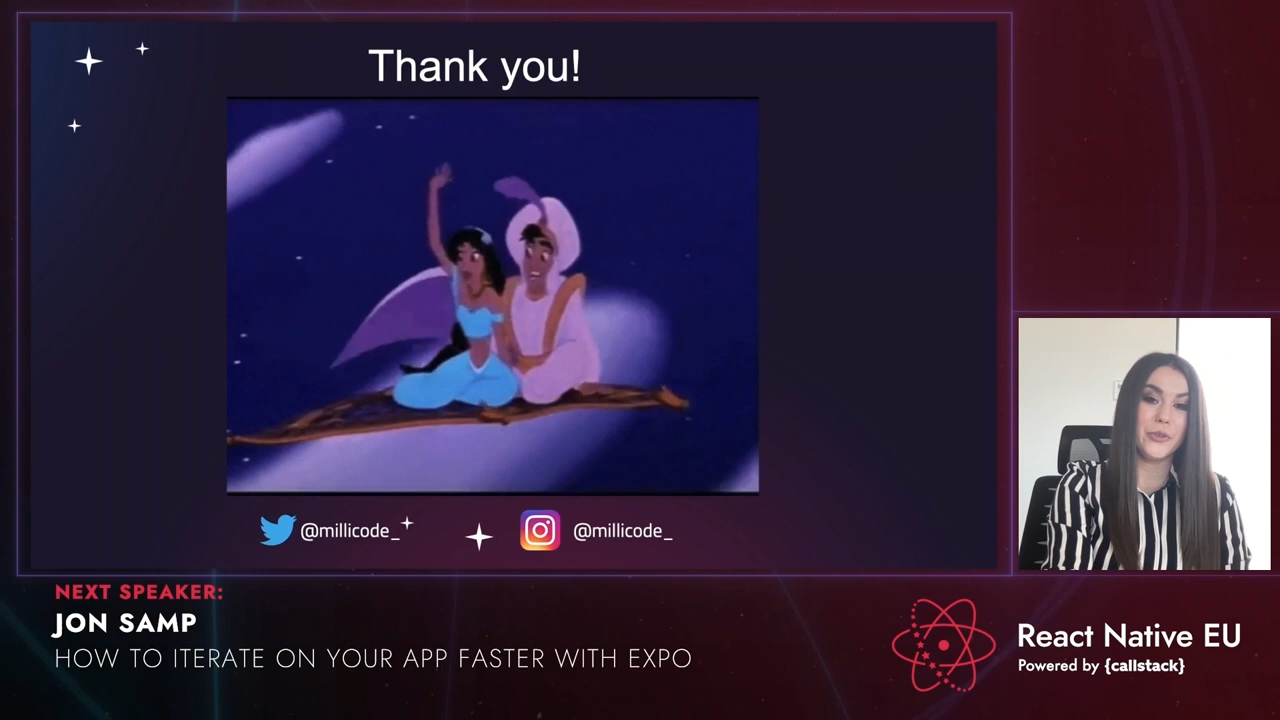 Thank you!
@millicode_
@millicode_
NEXT SPEAKER:
JON SAMP
HOW TO ITERATE ON YOUR APP FASTER WITH EXPO
React Native EU
Powered by {callstack}